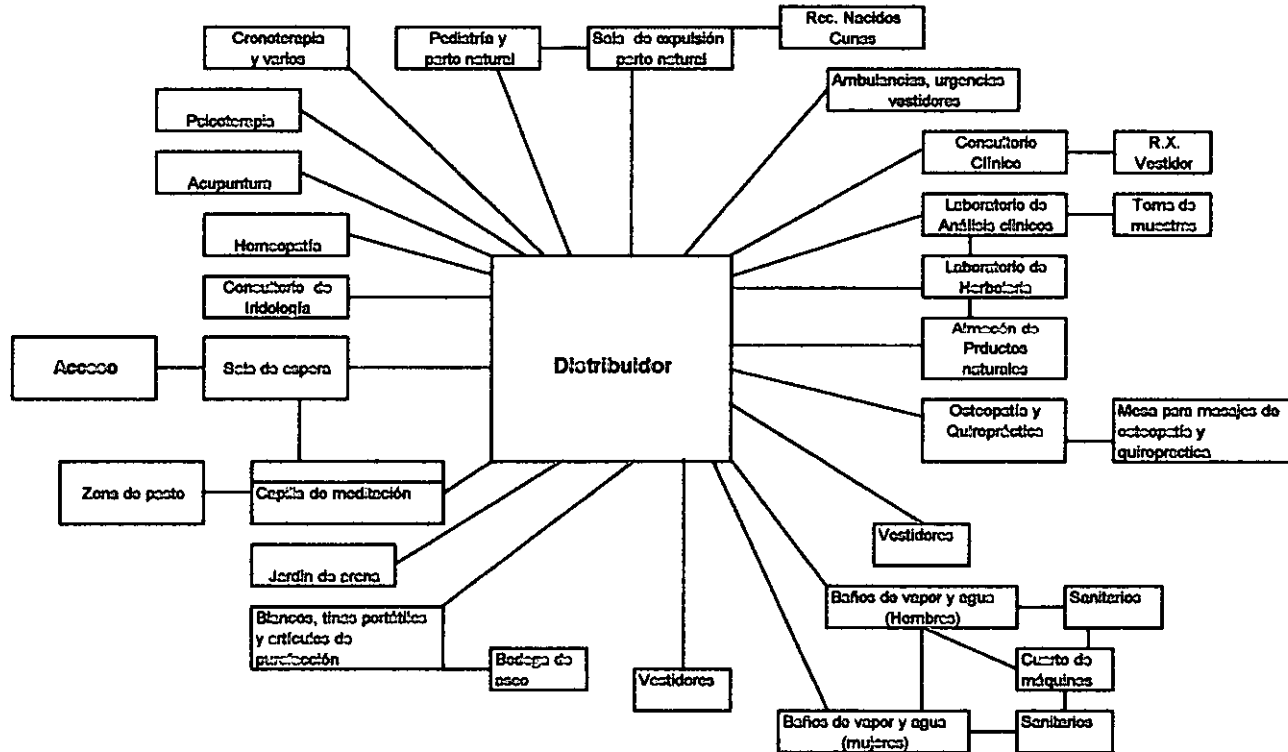 Rec. Nacidos
Cunas
Cronoterapia
y varios
Pediatría y
parto natural
Sala de expulsión
parto natural
Ambulancias, urgencias
vestidores
Psicoterapia
Consultorio
Clínico
R.X.
Vestidor
Acupuntura
Laboratorio de
Análisis clínicos
Toma de
muestras
Homeopatía
Laboratorio de
Herbolaria
Consultorio de
Iridología
Almacén de
Prductos
naturales
Acceso
Sala de espera
Distribuidor
Osteopatía y
Quiropráctica
Mesa para masajes de
osteopatía y
quiropractica
Zona de pasto
Capilla de meditación
Vestidores
Jardín de arena
Baños de vapor y agua
(Hombres)
Sanitarios
Blancos, tinas portátiles
y artículos de
Bodega de
aseo
Vestidores
Cuarto de
máquinas
Baños de vapor y agua
(mujeres)
Sanitarios